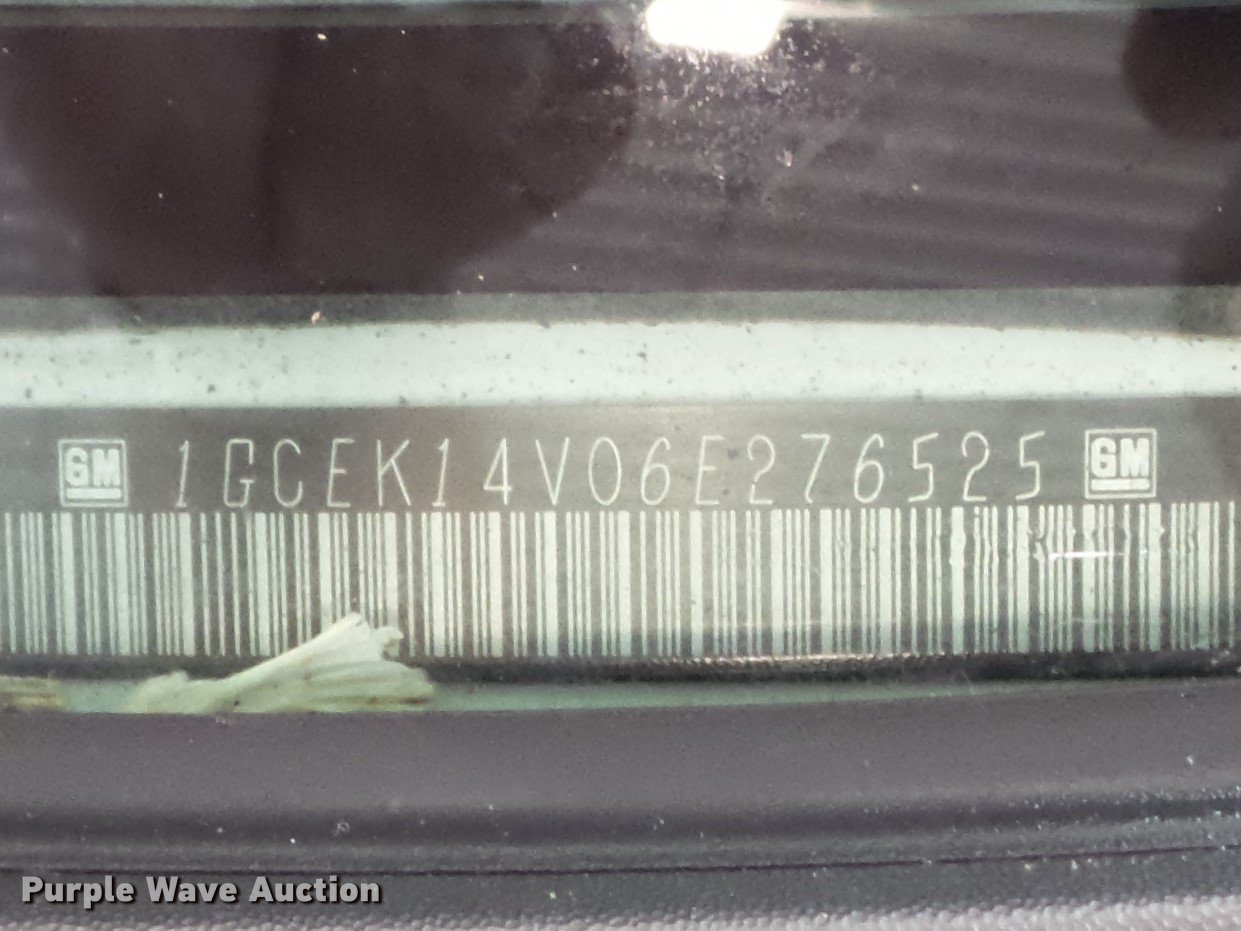 GM 1GCEK14V06E276525 GM
Purple Wave Auction